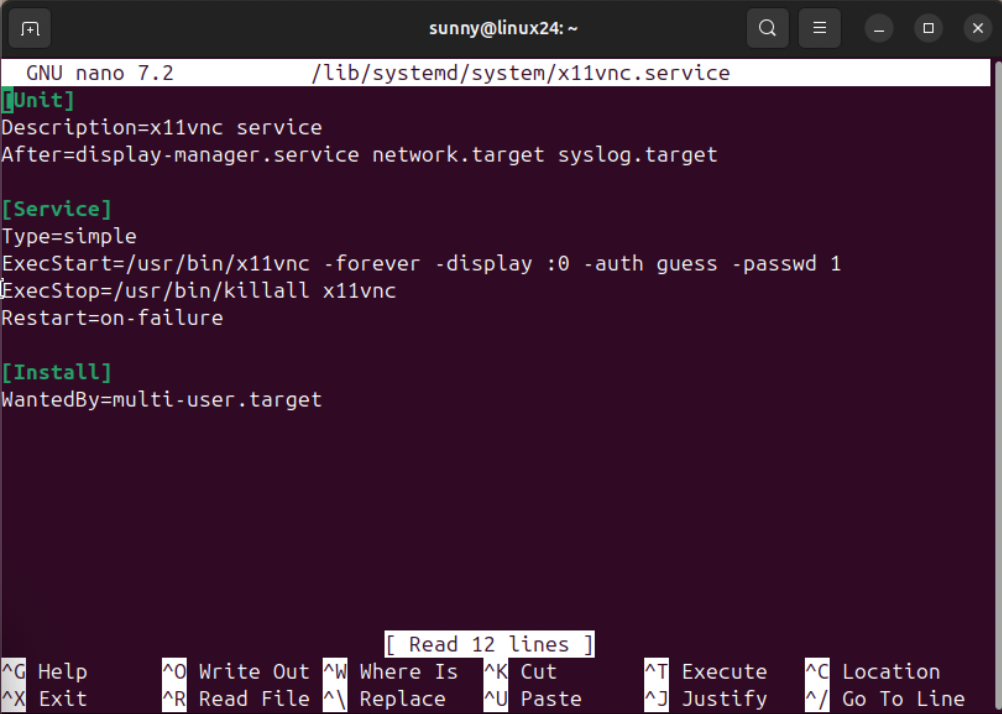 sunny@linux24: ~
GNU nano 7.2 /lib/systemd/system/x11vnc.service
[Unit]
Description=x11vnc service
After=display-manager.service network.target syslog.target
[Service]
Type=simple
ExecStart=/usr/bin/x11vnc -forever -display :0 -auth guess -passwd 1
ExecStop=/usr/bin/killall x11vnc
Restart=on-failure
[Install]
WantedBy=multi-user.target
[ Read 12 lines ]
^G Help ^O Write Out ^W Where Is ^K Cut ^T Execute ^C Location
^X Exit ^R Read File ^\ Replace ^U Paste ^J Justify ^/ Go To Line